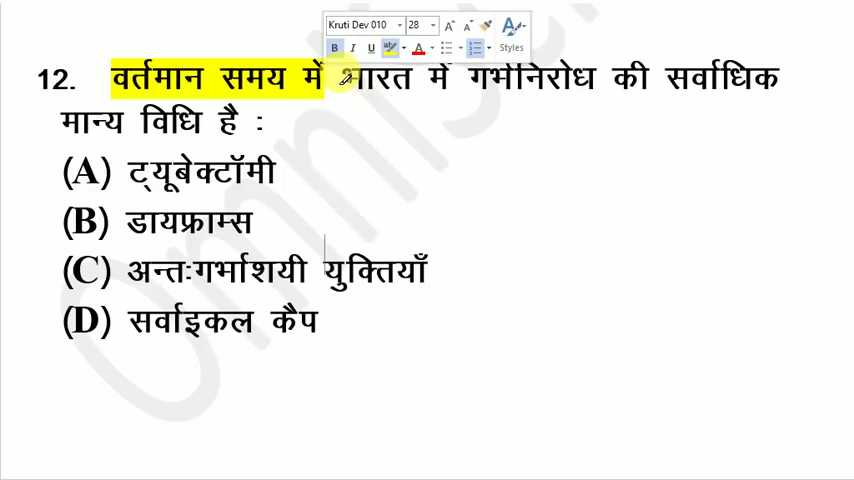 Kruti Dev 010 28 A A
B I U ab A Styles
12. वर्तमान समय में भारत में गर्भनिरोध की सर्वाधिक
मान्य विधि है :
(A) ट्यूबेक्टॉमी
(B) डायफ्राम्स
(C) अन्तःगर्भाशयी युक्तियाँ
(D) सर्वाइकल कैप